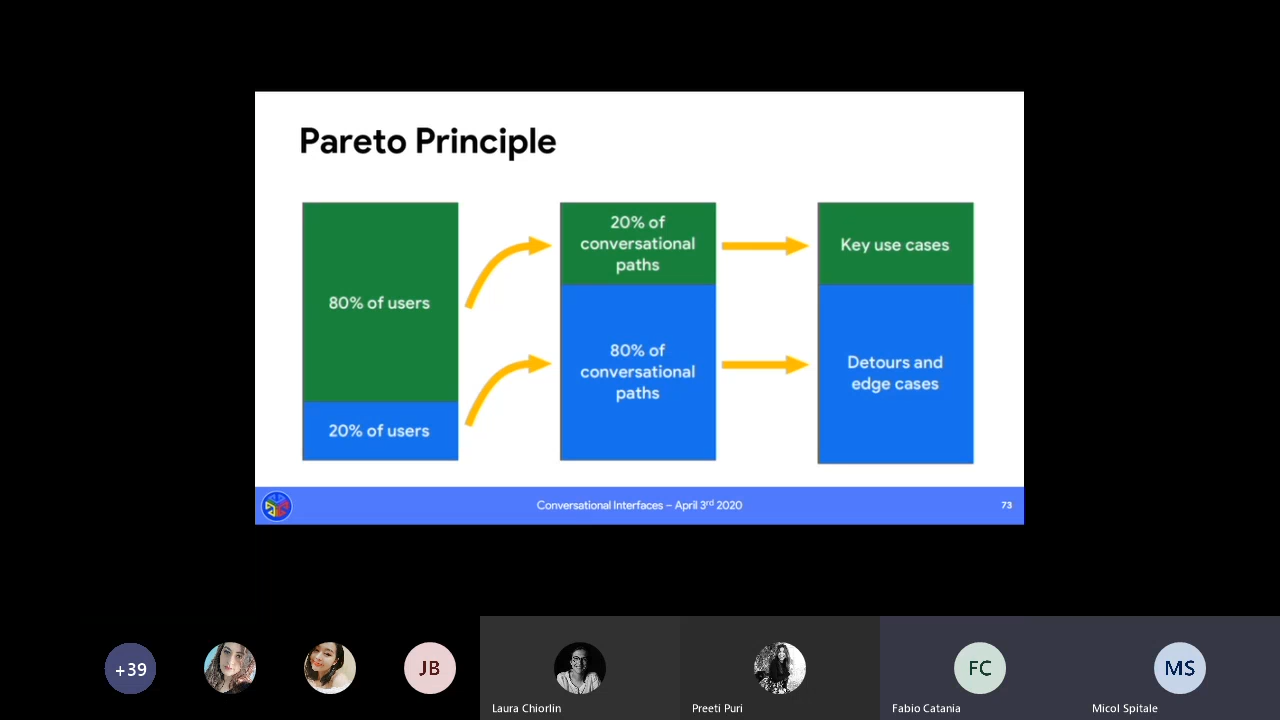 Pareto Principle
80% of users
20% of users
20% of
conversational
paths
80% of
conversational
paths
Key use cases
Detours and
edge cases
Conversational Interfaces – April 3rd 2020
73
+39
JB
Laura Chiorlin
Preeti Puri
FC
Fabio Catania
MS
Micol Spitale